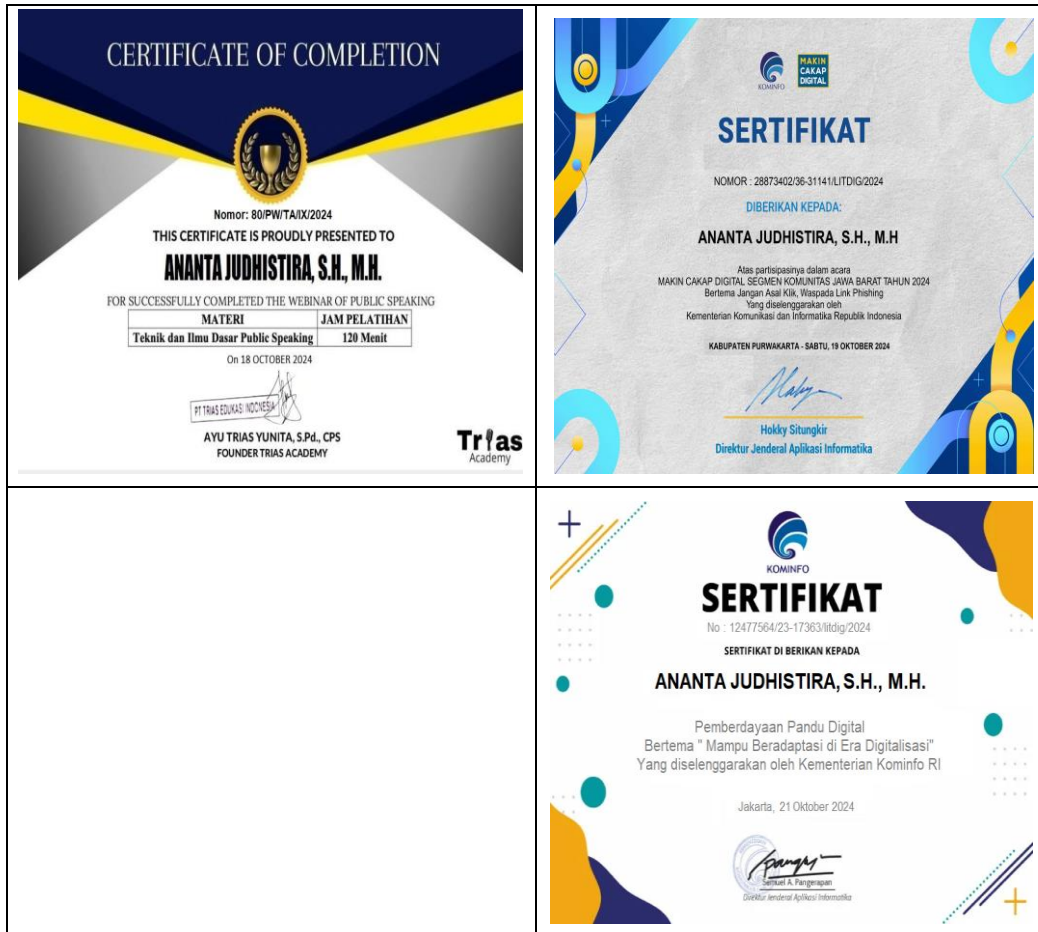 CERTIFICATE OF COMPLETION
Nomor: 80/PW/TA/IX/2024
THIS CERTIFICATE IS PROUDLY PRESENTED TO
ANANTA JUDHISTIRA, S.H., M.H.
FOR SUCCESSFULLY COMPLETED THE WEBINAR OF PUBLIC SPEAKING
MATERI JAM PELATIHAN
Teknik dan Ilmu Dasar Public Speaking 120 Menit
On 18 OCTOBER 2024
PT TRIAS EDUKASI INDONESIA
AYU TRIAS YUNITA, S.Pd., CPS
FOUNDER TRIAS ACADEMY
Trias
Academy
KOMINFO
MAKIN
CAKAP
DIGITAL
SERTIFIKAT
NOMOR : 28873402/36-31141/LITDIG/2024
DIBERIKAN KEPADA:
ANANTA JUDHISTIRA, S.H., M.H
Atas partisipasinya dalam acara
MAKIN CAKAP DIGITAL SEGMEN KOMUNITAS JAWA BARAT TAHUN 2024
Bertema Jangan Asal Klik, Waspada Link Phishing
Yang diselenggarakan oleh
Kementerian Komunikasi dan Informatika Republik Indonesia
KABUPATEN PURWAKARTA - SABTU, 19 OKTOBER 2024
Hokky Situngkir
Direktur Jenderal Aplikasi Informatika
KOMINFO
SERTIFIKAT
No : 12477564/23-17363/litdig/2024
SERTIFIKAT DI BERIKAN KEPADA
ANANTA JUDHISTIRA, S.H., M.H.
Pemberdayaan Pandu Digital
Bertema " Mampu Beradaptasi di Era Digitalisasi"
Yang diselenggarakan oleh Kementerian Kominfo RI
Jakarta, 21 Oktober 2024
Samuel A. Pangerapan
Direktur Jenderal Aplikasi Informatika